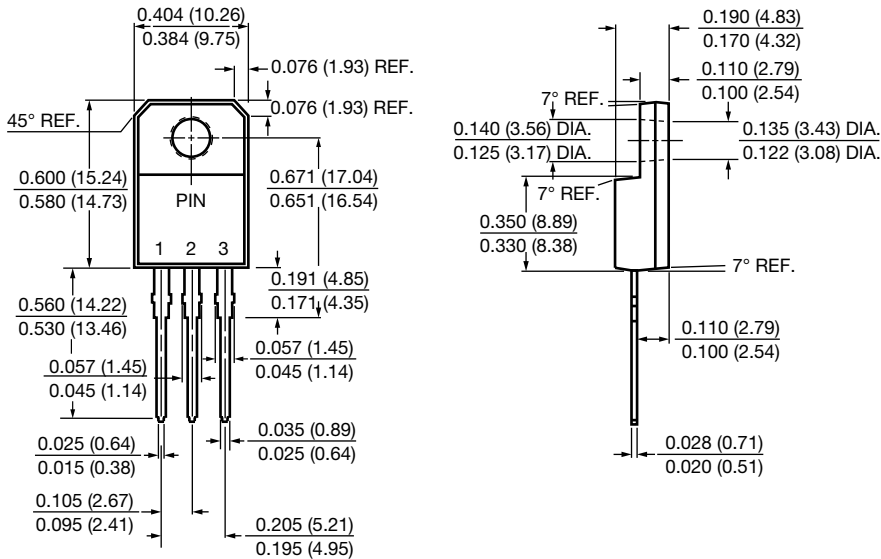 0.404 (10.26)
0.384 (9.75)
0.076 (1.93) REF.
0.076 (1.93) REF.
45° REF.
0.600 (15.24)
0.580 (14.73)
PIN
1 2 3
0.671 (17.04)
0.651 (16.54)
0.191 (4.85)
0.171 (4.35)
0.560 (14.22)
0.530 (13.46)
0.057 (1.45)
0.045 (1.14)
0.057 (1.45)
0.045 (1.14)
0.025 (0.64)
0.015 (0.38)
0.035 (0.89)
0.025 (0.64)
0.105 (2.67)
0.095 (2.41)
0.205 (5.21)
0.195 (4.95)
0.190 (4.83)
0.170 (4.32)
0.110 (2.79)
0.100 (2.54)
7° REF.
0.140 (3.56) DIA.
0.125 (3.17) DIA.
0.135 (3.43) DIA.
0.122 (3.08) DIA.
7° REF.
0.350 (8.89)
0.330 (8.38)
7° REF.
0.110 (2.79)
0.100 (2.54)
0.028 (0.71)
0.020 (0.51)